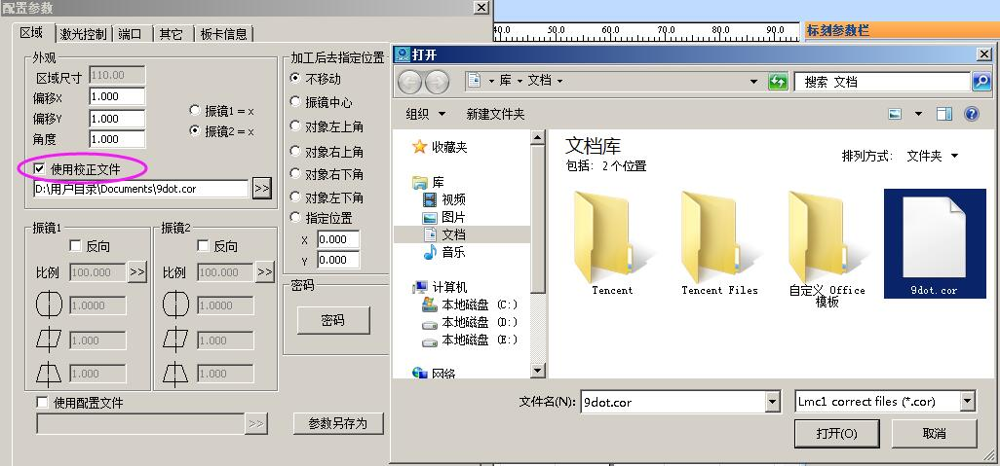 配置参数
区域 激光控制 端口 其它 板卡信息
外观
区域尺寸 110.00
偏移X 1.000
偏移Y 1.000
角度 1.000
振镜1 = x
振镜2 = x
使用校正文件
D:\用户目录\Documents\9dot.cor >>
振镜1
反向
比例 100.000 >>
1.000
1.000
1.000
振镜2
反向
比例 100.000 >>
1.000
1.000
1.000
使用配置文件
>>
加工后去指定位置
不移动
振镜中心
对象左上角
对象右上角
对象右下角
对象左下角
指定位置
X 0.000
Y 0.000
密码
密码
参数另存为
40.0 50.0 60.0 70.0 80.0 90.0
标刻参数栏
打开
库 文档
搜索 文档
组织 新建文件夹
收藏夹
库
视频
图片
文档
音乐
计算机
本地磁盘 (C:)
本地磁盘 (D:)
本地磁盘 (E:)
网络
文档库
包括: 2 个位置
排列方式: 文件夹
Tencent
Tencent Files
自定义 Office
模板
9dot.cor
文件名(N): 9dot.cor
Lmc1 correct files (*.cor)
打开(O) 取消